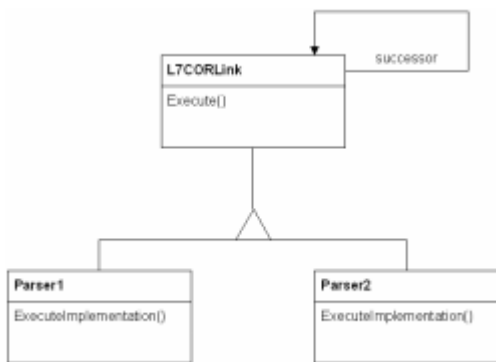 L7CORLink
successor
Execute()
Parser1
ExecuteImplementation()
Parser2
ExecuteImplementation()